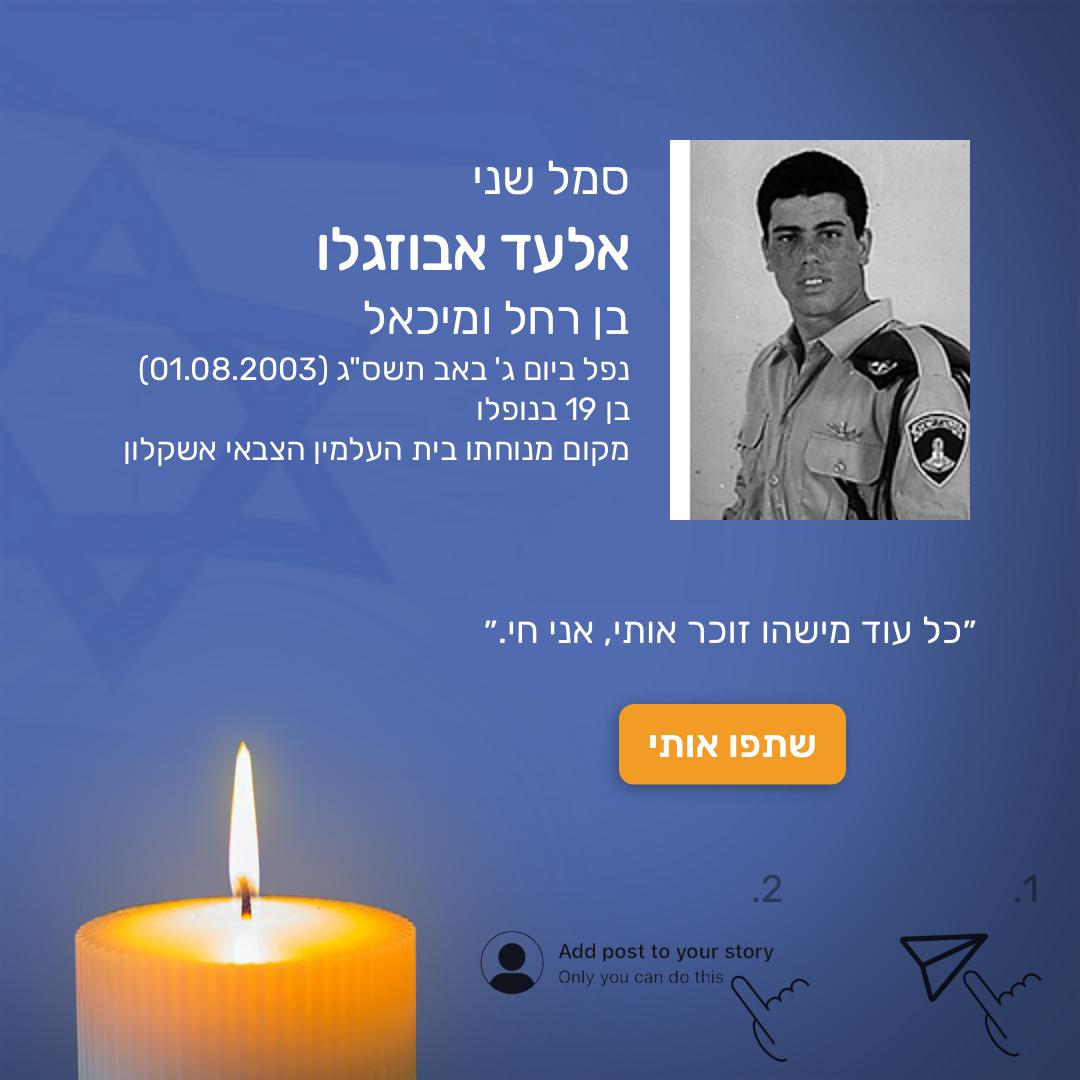 סמל שני
אלעד אבוזגלו
בן רחל ומיכאל
נפל ביום ג' באב תשס"ג (01.08.2003)
בן 19 בנופלו
מקום מנוחתו בית העלמין הצבאי אשקלון
״כל עוד מישהו זוכר אותי, אני חי.״
שתפו אותי
.1
.2
Add post to your story
Only you can do this